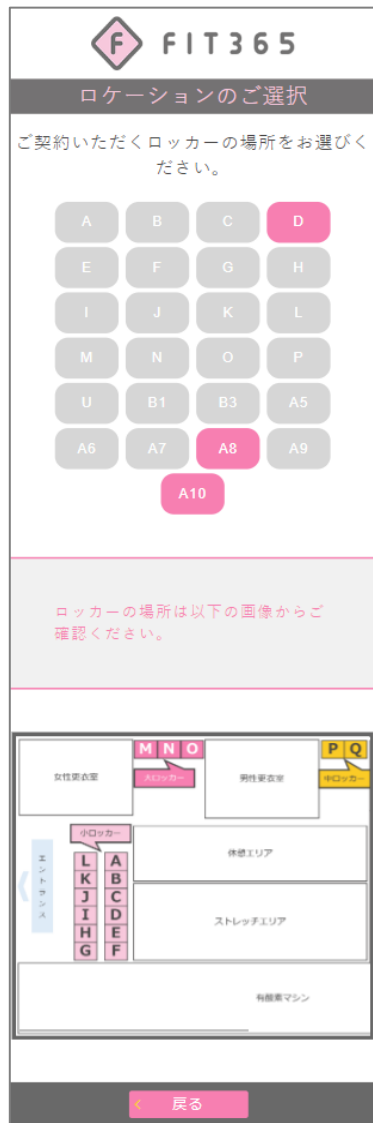 F FIT365
ロケーションのご選択
ご契約いただくロッカーの場所をお選びく
ださい。
A B C D
E F G H
I J K L
M N O P
U B1 B3 A5
A6 A7 A8 A9
A10
ロッカーの場所は以下の画像からご
確認ください。
M N O P Q
女性更衣室 大ロッカー 男性更衣室 中ロッカー
小ロッカー
エントランス
L A
K B
J C
I D
H E
G F
休憩エリア
ストレッチエリア
有酸素マシン
戻る